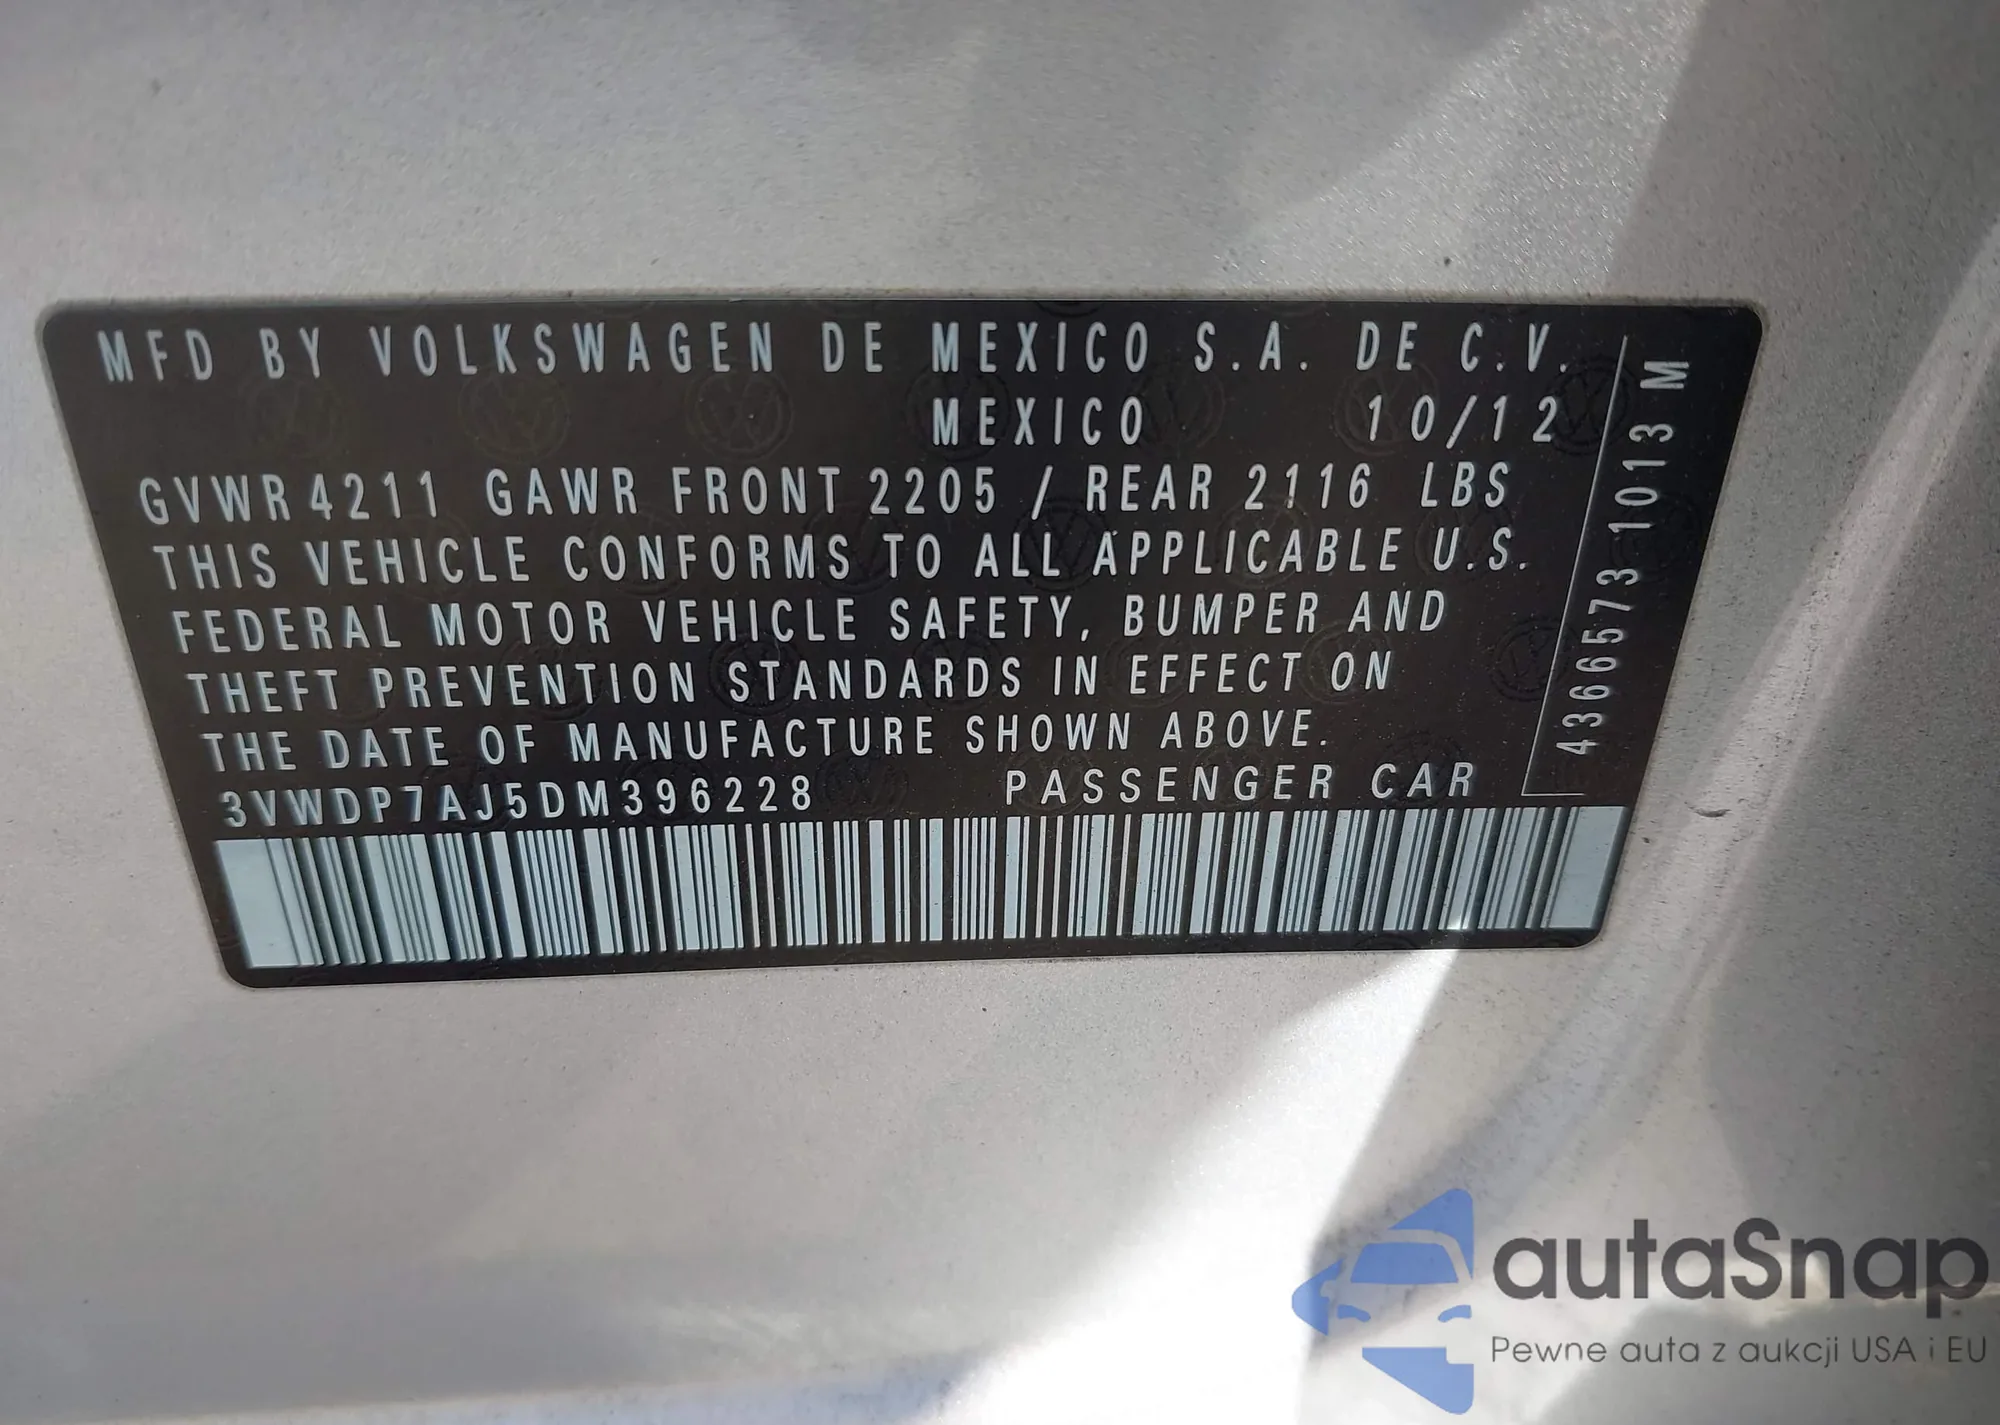 MFD BY VOLKSWAGEN DE MEXICO S.A. DE C.V.
MEXICO 10/12
GVWR 4211 GAWR FRONT 2205 / REAR 2116 LBS
THIS VEHICLE CONFORMS TO ALL APPLICABLE U.S.
FEDERAL MOTOR VEHICLE SAFETY, BUMPER AND
THEFT PREVENTION STANDARDS IN EFFECT ON
THE DATE OF MANUFACTURE SHOWN ABOVE.
3VWDP7AJ5DM396228 PASSENGER CAR
4366573 1013 M
autaSnap
Pewne auta z aukcji USA i EU